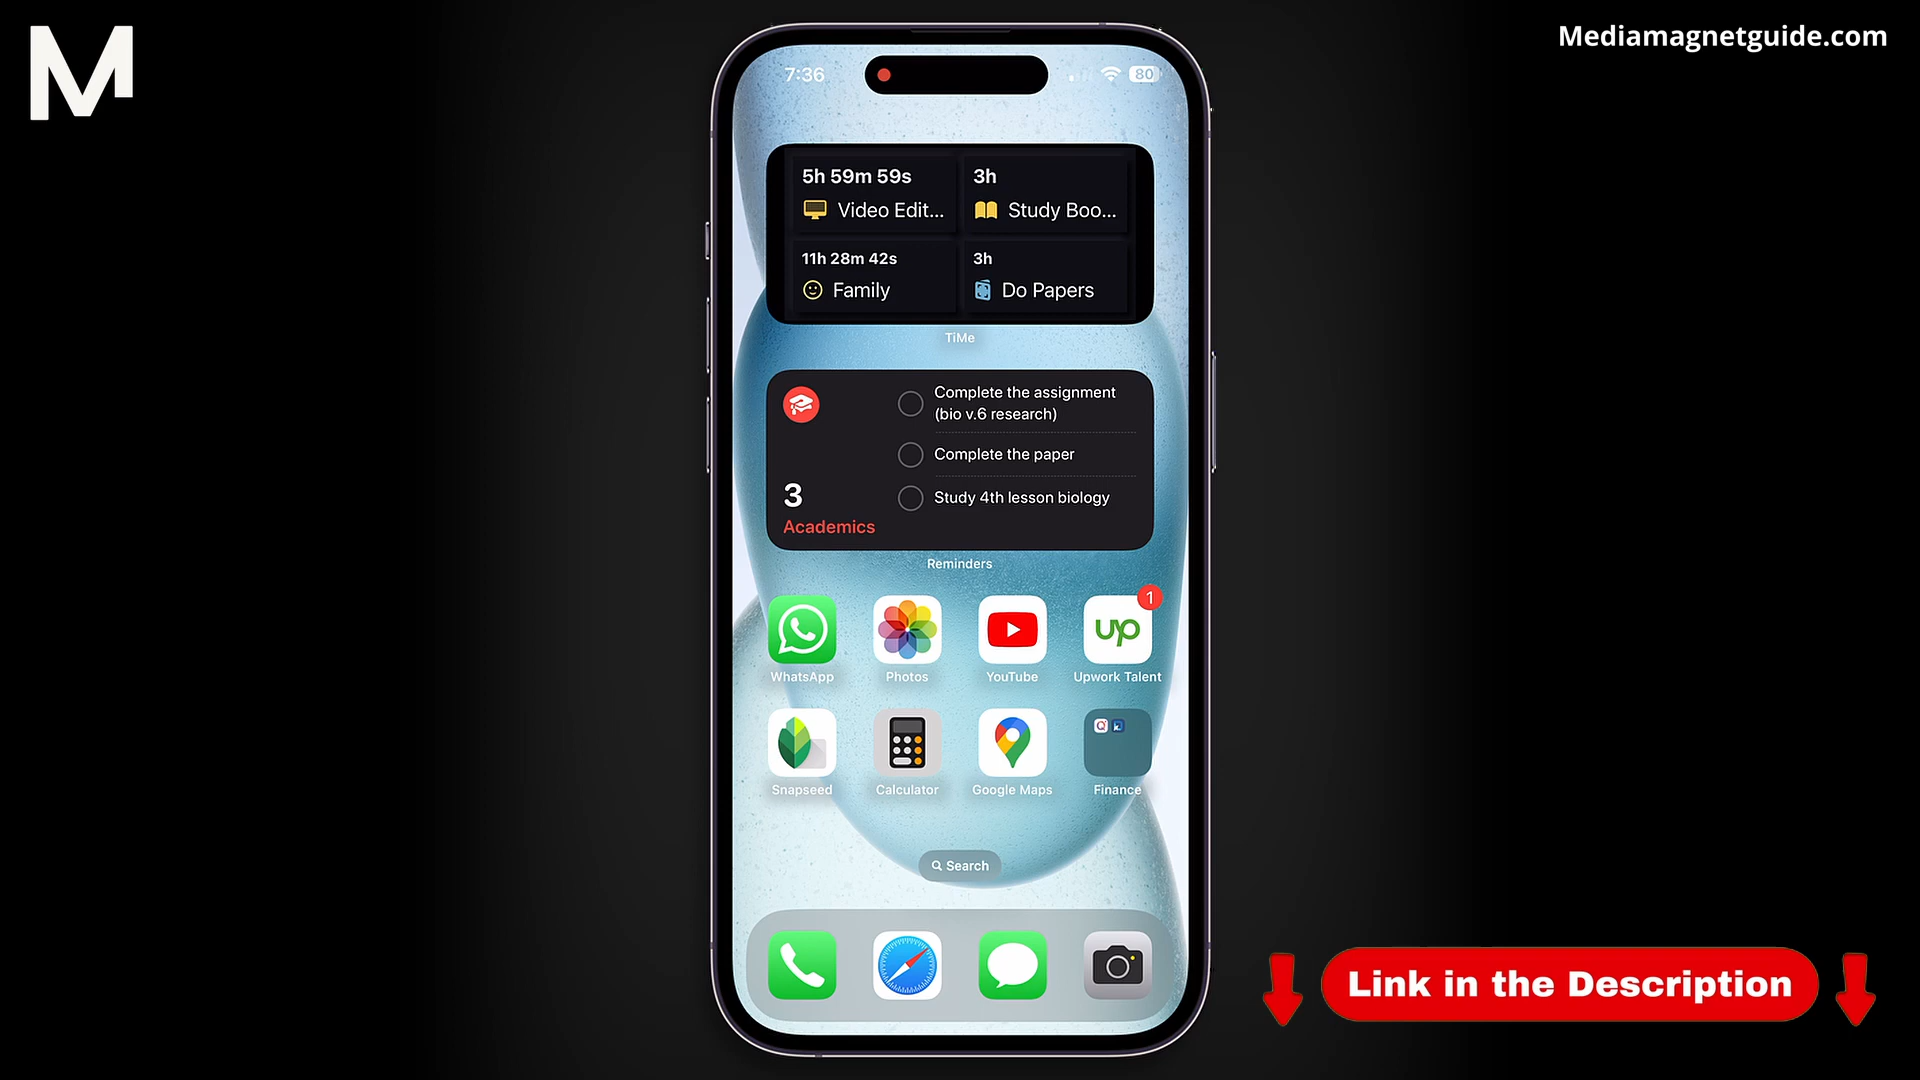 M
Mediamagnetguide.com
7:36
80
5h 59m 59s
Video Edit...
3h
Study Boo...
11h 28m 42s
Family
3h
Do Papers
TiMe
Complete the assignment
(bio v.6 research)
Complete the paper
Study 4th lesson biology
3
Academics
Reminders
1
up
WhatsApp
Photos
YouTube
Upwork Talent
Snapseed
Calculator
Google Maps
Finance
Search
Link in the Description